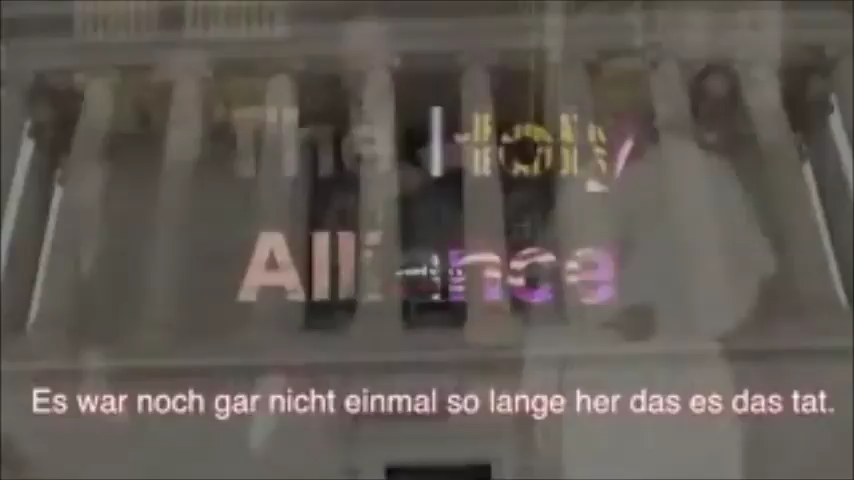 The Holy
Alliance
Es war noch gar nicht einmal so lange her das es das tat.